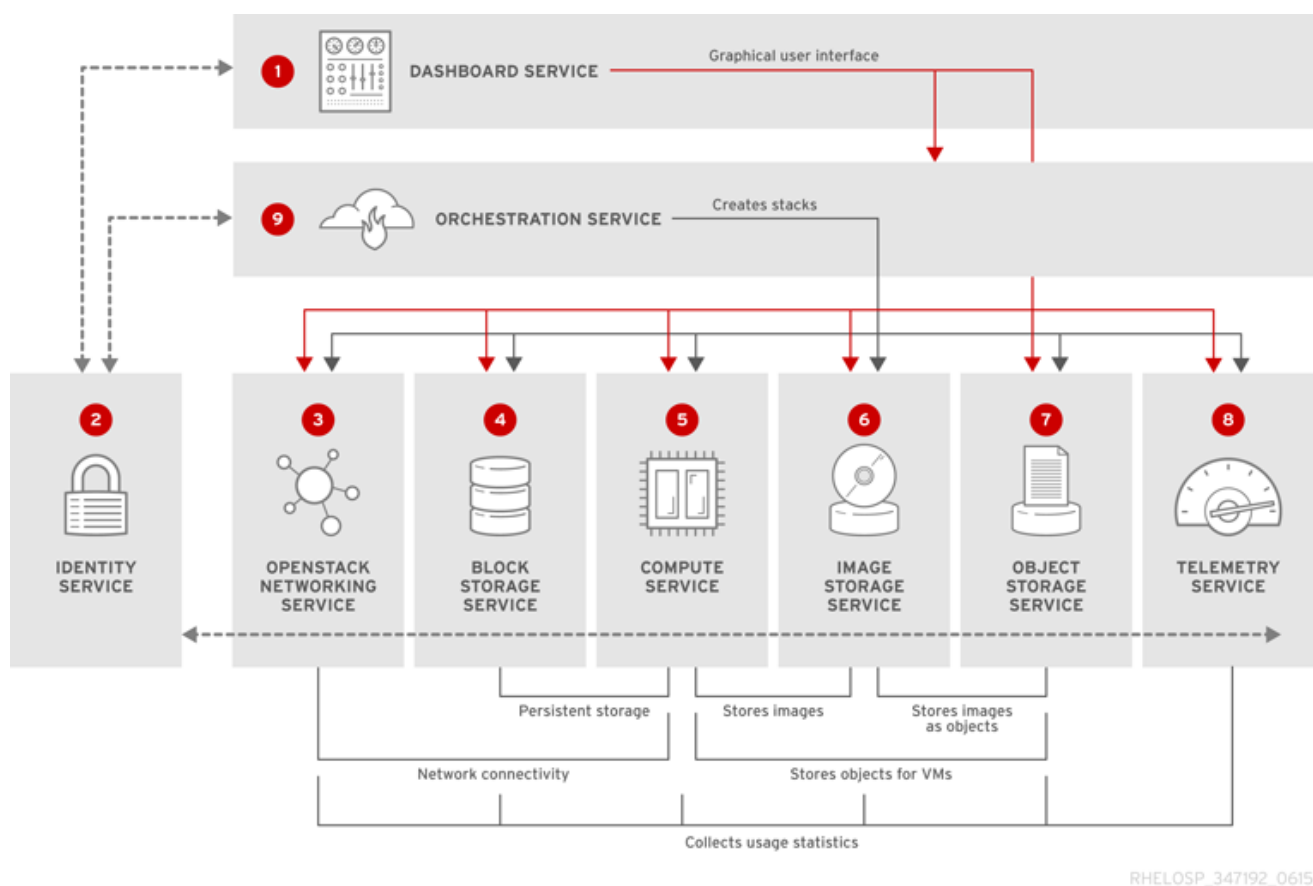 1
DASHBOARD SERVICE
Graphical user interface
9
ORCHESTRATION SERVICE
Creates stacks
2
IDENTITY
SERVICE
3
OPENSTACK
NETWORKING
SERVICE
4
BLOCK
STORAGE
SERVICE
5
COMPUTE
SERVICE
6
IMAGE
STORAGE
SERVICE
7
OBJECT
STORAGE
SERVICE
8
TELEMETRY
SERVICE
Persistent storage
Stores images
Stores images
as objects
Network connectivity
Stores objects for VMs
Collects usage statistics
RHELOSP_347192_0615